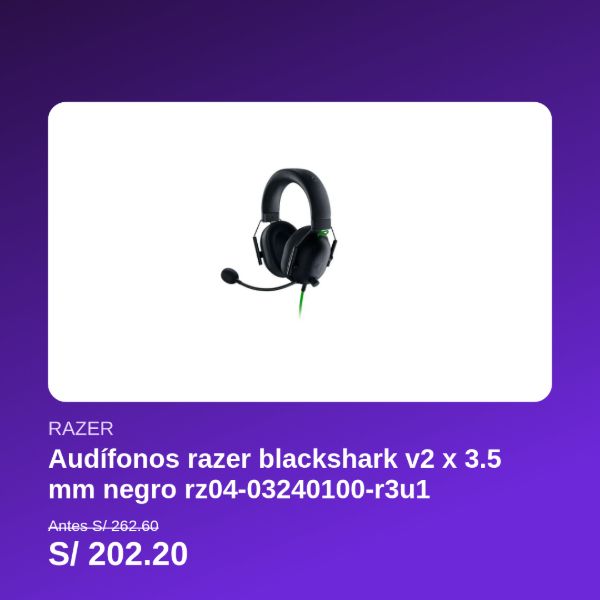 RAZER
Audífonos razer blackshark v2 x 3.5
mm negro rz04-03240100-r3u1
Antes S/ 262.60
S/ 202.20